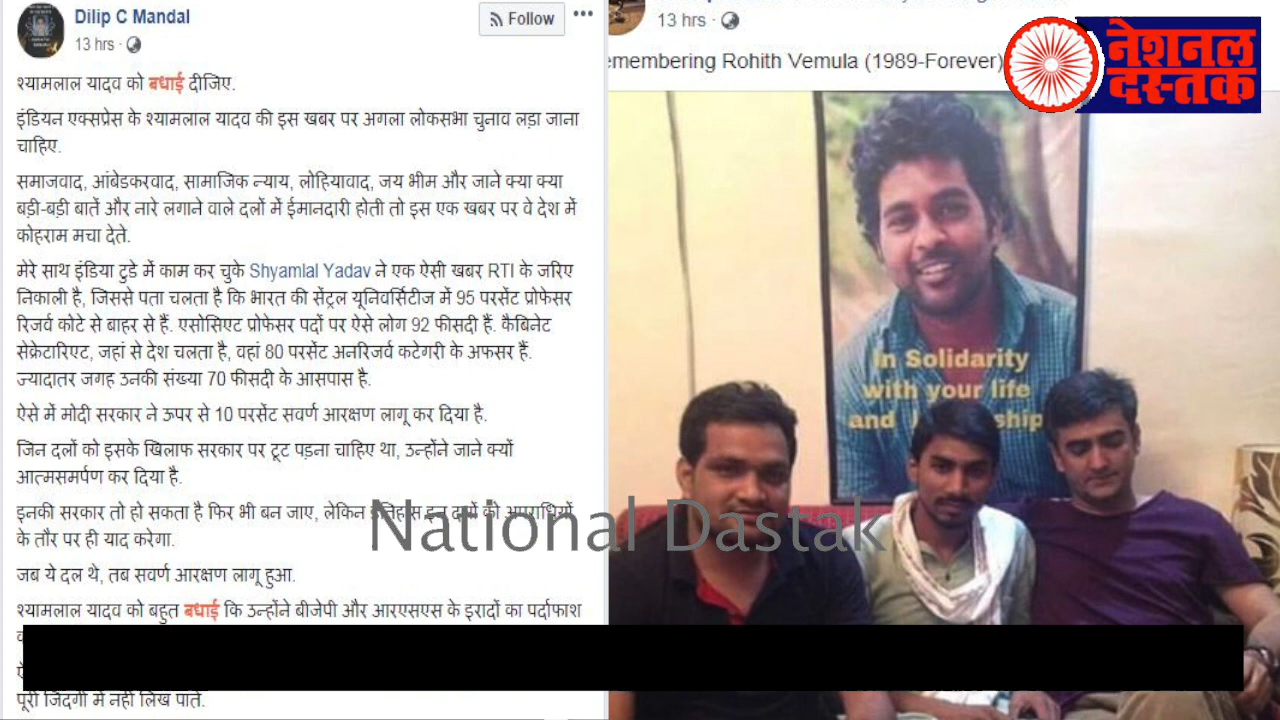 Dilip C Mandal
Follow
13 hrs
श्यामलाल यादव को बधाई दीजिए.
इंडियन एक्सप्रेस के श्यामलाल यादव की इस खबर पर अगला लोकसभा चुनाव लड़ा जाना
चाहिए.
समाजवाद, आंबेडकरवाद, सामाजिक न्याय, लोहियावाद, जय भीम और जाने क्या क्या
बड़ी-बड़ी बातें और नारे लगाने वाले दलों में ईमानदारी होती तो इस एक खबर पर वे देश में
कोहराम मचा देते.
मेरे साथ इंडिया टुडे में काम कर चुके Shyamlal Yadav ने एक ऐसी खबर RTI के जरिए
निकाली है, जिससे पता चलता है कि भारत की सेंट्रल यूनिवर्सिटीज में 95 परसेंट प्रोफेसर
रिजर्व कोटे से बाहर से हैं. एसोसिएट प्रोफेसर पदों पर ऐसे लोग 92 फीसदी हैं. कैबिनेट
सेक्रेटारिएट, जहां से देश चलता है, वहां 80 परसेंट अनरिजर्व कटेगरी के अफसर हैं.
ज्यादातर जगह उनकी संख्या 70 फीसदी के आसपास है.
ऐसे में मोदी सरकार ने ऊपर से 10 परसेंट सवर्ण आरक्षण लागू कर दिया है.
जिन दलों को इसके खिलाफ सरकार पर टूट पड़ना चाहिए था, उन्होंने जाने क्यों
आत्मसमर्पण कर दिया है.
इनकी सरकार तो हो सकता है फिर भी बन जाए, लेकिन इतिहास इन दलों को अपराधियों
के तौर पर ही याद करेगा.
जब ये दल थे, तब सवर्ण आरक्षण लागू हुआ.
श्यामलाल यादव को बहुत बधाई कि उन्होंने बीजेपी और आरएसएस के इरादों का पर्दाफाश
पूरी जिंदगी में नहीं लिख पाते.
13 hrs
emembering Rohith Vemula (1989-Forever)
नेशनल
दस्तक
In Solidarity
with your life
and ship
National Dastak